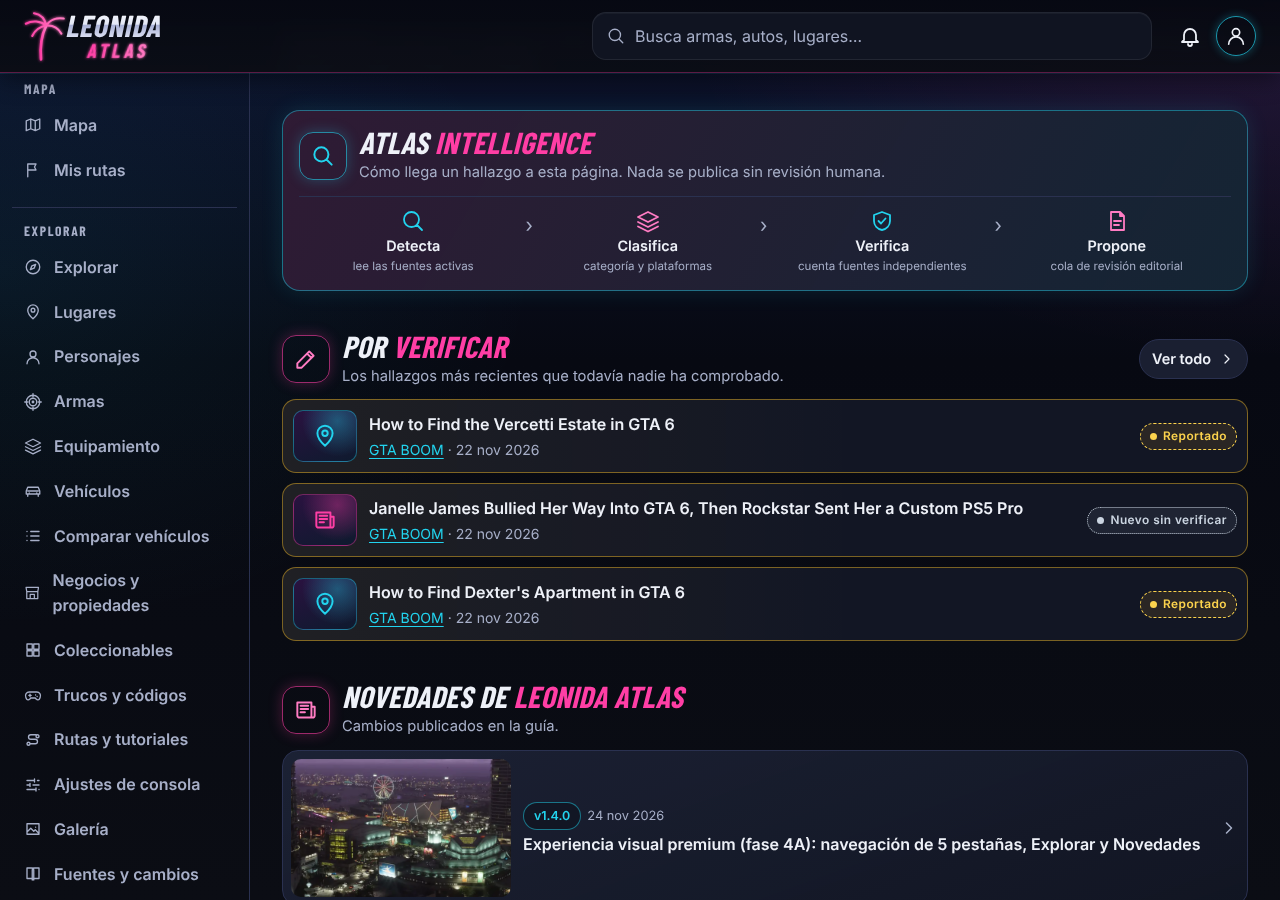 LEONIDA
ATLAS
Busca armas, autos, lugares...
MAPA
Mapa
Mis rutas
EXPLORAR
Explorar
Lugares
Personajes
Armas
Equipamiento
Vehículos
Comparar vehículos
Negocios y
propiedades
Coleccionables
Trucos y códigos
Rutas y tutoriales
Ajustes de consola
Galería
Fuentes y cambios
ATLAS INTELLIGENCE
Cómo llega un hallazgo a esta página. Nada se publica sin revisión humana.
Detecta
lee las fuentes activas
Clasifica
categoría y plataformas
Verifica
cuenta fuentes independientes
Propone
cola de revisión editorial
POR VERIFICAR
Los hallazgos más recientes que todavía nadie ha comprobado.
Ver todo
How to Find the Vercetti Estate in GTA 6
GTA BOOM · 22 nov 2026
Reportado
Janelle James Bullied Her Way Into GTA 6, Then Rockstar Sent Her a Custom PS5 Pro
GTA BOOM · 22 nov 2026
Nuevo sin verificar
How to Find Dexter's Apartment in GTA 6
GTA BOOM · 22 nov 2026
Reportado
NOVEDADES DE LEONIDA ATLAS
Cambios publicados en la guía.
v1.4.0 24 nov 2026
Experiencia visual premium (fase 4A): navegación de 5 pestañas, Explorar y Novedades